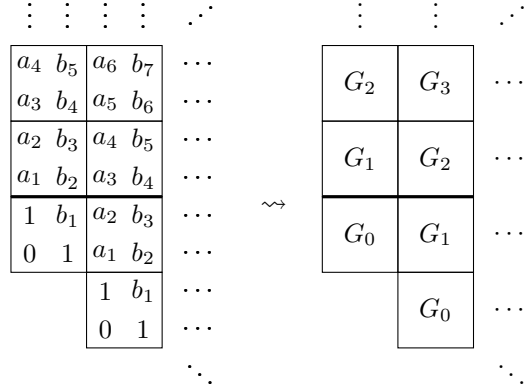 ⋮ ⋮ ⋮ ⋮ ⋰ ⋮ ⋮ ⋰
a₄ b₅ a₆ b₇ ⋯ G₂ G₃ ⋯
a₃ b₄ a₅ b₆ ⋯
a₂ b₃ a₄ b₅ ⋯ G₁ G₂ ⋯
a₁ b₂ a₃ b₄ ⋯
⇝
1 b₁ a₂ b₃ ⋯ G₀ G₁ ⋯
0 1 a₁ b₂ ⋯
1 b₁ ⋯ G₀ ⋯
0 1 ⋯
⋱ ⋱